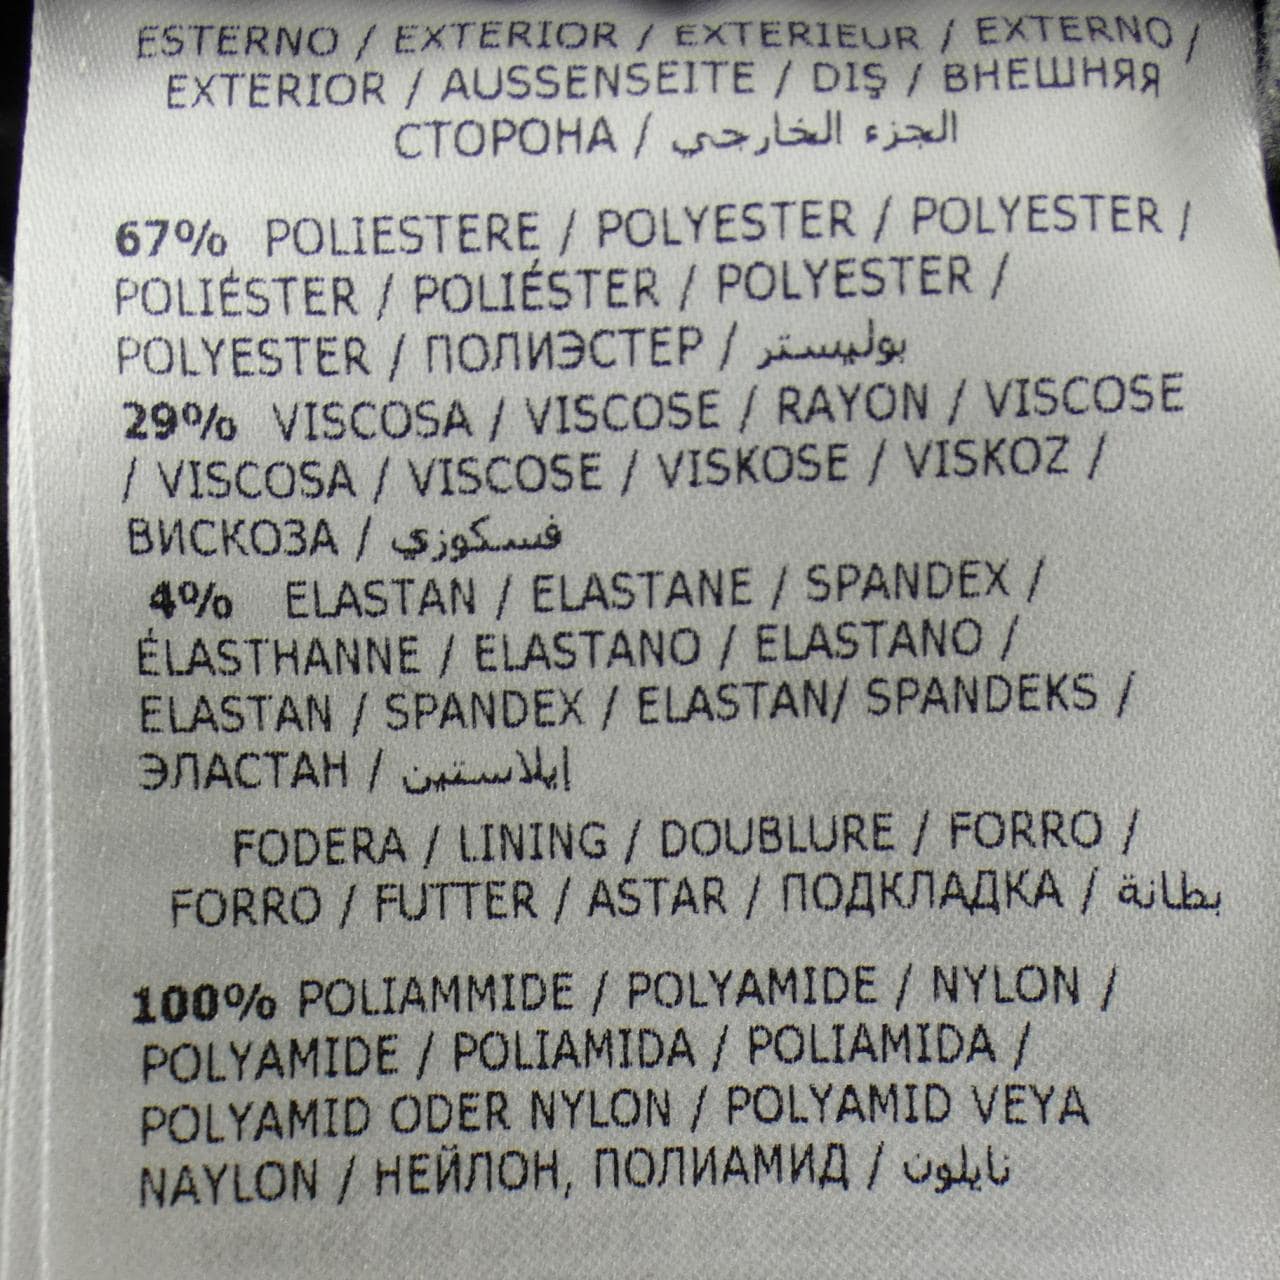 ESTERNO / EXTERIOR / EXTERIEUR / EXTERNO /
EXTERIOR / AUSSENSEITE / DIŞ / ВНЕШНЯЯ
СТОРОНА / الجزء الخارجي
67% POLIESTERE / POLYESTER / POLYESTER /
POLIÉSTER / POLIÉSTER / POLYESTER /
POLYESTER / ПОЛИЭСТЕР / بوليستر
29% VISCOSA / VISCOSE / RAYON / VISCOSE
/ VISCOSA / VISCOSE / VISKOSE / VISKOZ /
ВИСКОЗА / فسكوزي
4% ELASTAN / ELASTANE / SPANDEX /
ÉLASTHANNE / ELASTANO / ELASTANO /
ELASTAN / SPANDEX / ELASTAN/ SPANDEKS /
ЭЛАСТАН / إيلاستين
FODERA / LINING / DOUBLURE / FORRO /
FORRO / FUTTER / ASTAR / ПОДКЛАДКА / بطانة
100% POLIAMMIDE / POLYAMIDE / NYLON /
POLYAMIDE / POLIAMIDA / POLIAMIDA /
POLYAMID ODER NYLON / POLYAMID VEYA
NAYLON / НЕЙЛОН, ПОЛИАМИД / نايلون